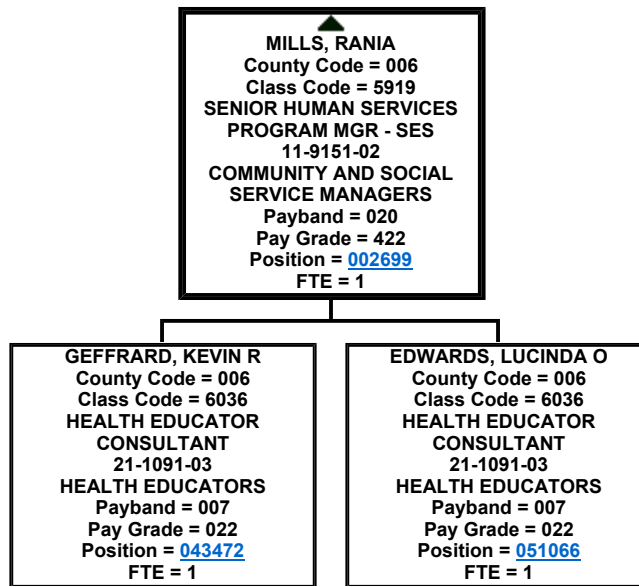 MILLS, RANIA
County Code = 006
Class Code = 5919
SENIOR HUMAN SERVICES
PROGRAM MGR - SES
11-9151-02
COMMUNITY AND SOCIAL
SERVICE MANAGERS
Payband = 020
Pay Grade = 422
Position = 002699
FTE = 1
GEFFRARD, KEVIN R
County Code = 006
Class Code = 6036
HEALTH EDUCATOR
CONSULTANT
21-1091-03
HEALTH EDUCATORS
Payband = 007
Pay Grade = 022
Position = 043472
FTE = 1
EDWARDS, LUCINDA O
County Code = 006
Class Code = 6036
HEALTH EDUCATOR
CONSULTANT
21-1091-03
HEALTH EDUCATORS
Payband = 007
Pay Grade = 022
Position = 051066
FTE = 1